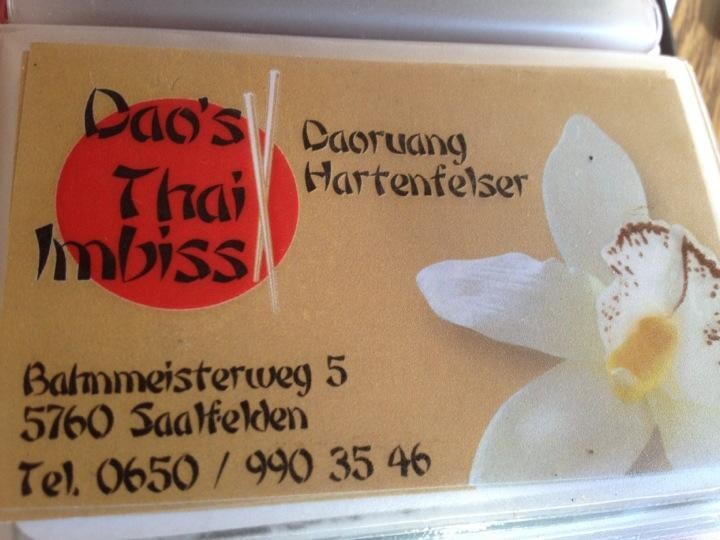 Dao's
Thai
Imbiss
Daoruang
Hartenfelser
Bahnmeisterweg 5
5760 Saalfelden
Tel. 0650 / 990 35 46